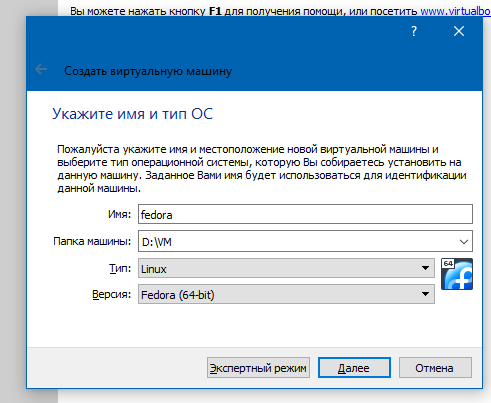 Вы можете нажать кнопку F1 для получения помощи, или посетить www.virtualbo
?
Создать виртуальную машину
Укажите имя и тип ОС
Пожалуйста укажите имя и местоположение новой виртуальной машины и
выберите тип операционной системы, которую Вы собираетесь установить на
данную машину. Заданное Вами имя будет использоваться для идентификации
данной машины.
Имя: fedora
Папка машины: D:\VM
Тип: Linux
64
Версия: Fedora (64-bit)
Экспертный режим Далее Отмена